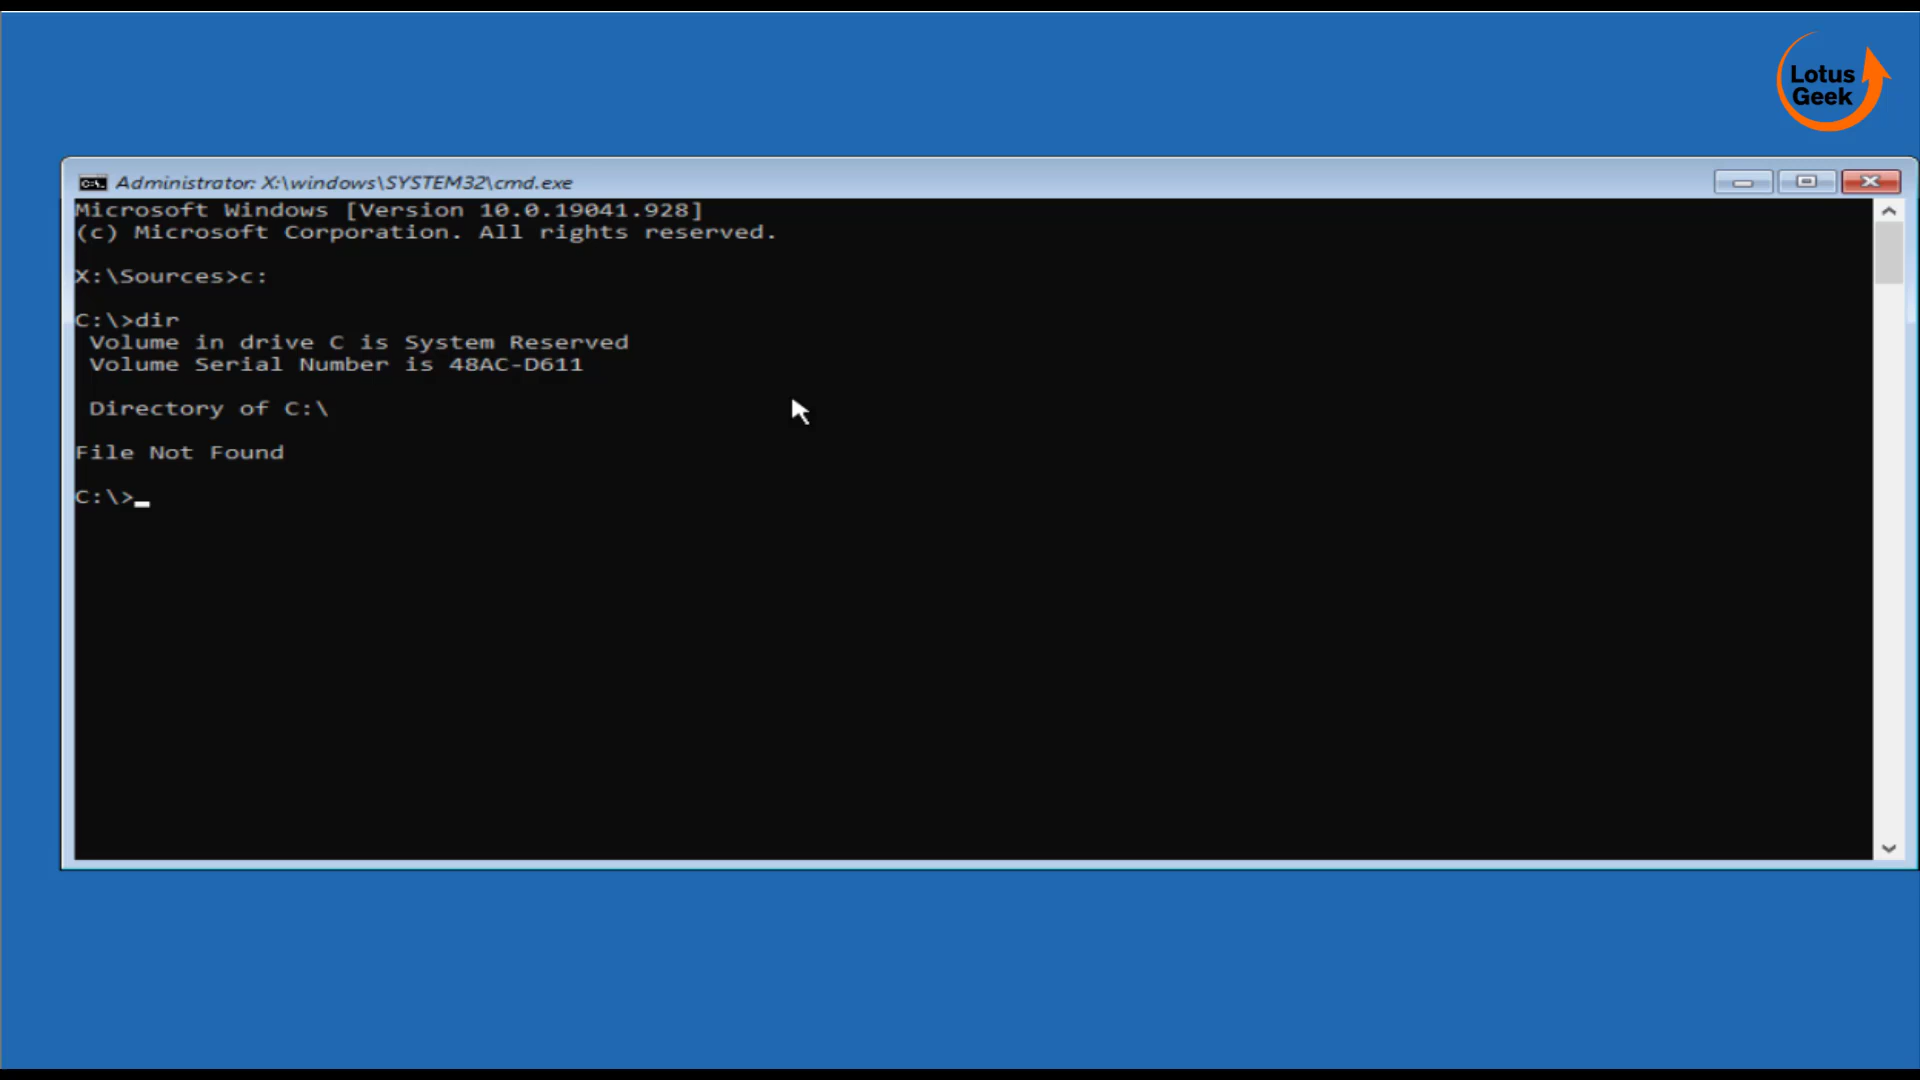 Lotus
Geek
Administrator: X:\windows\SYSTEM32\cmd.exe
Microsoft Windows [Version 10.0.19041.928]
(c) Microsoft Corporation. All rights reserved.
X:\Sources>c:
C:\>dir
Volume in drive C is System Reserved
Volume Serial Number is 48AC-D611
Directory of C:\
File Not Found
C:\>